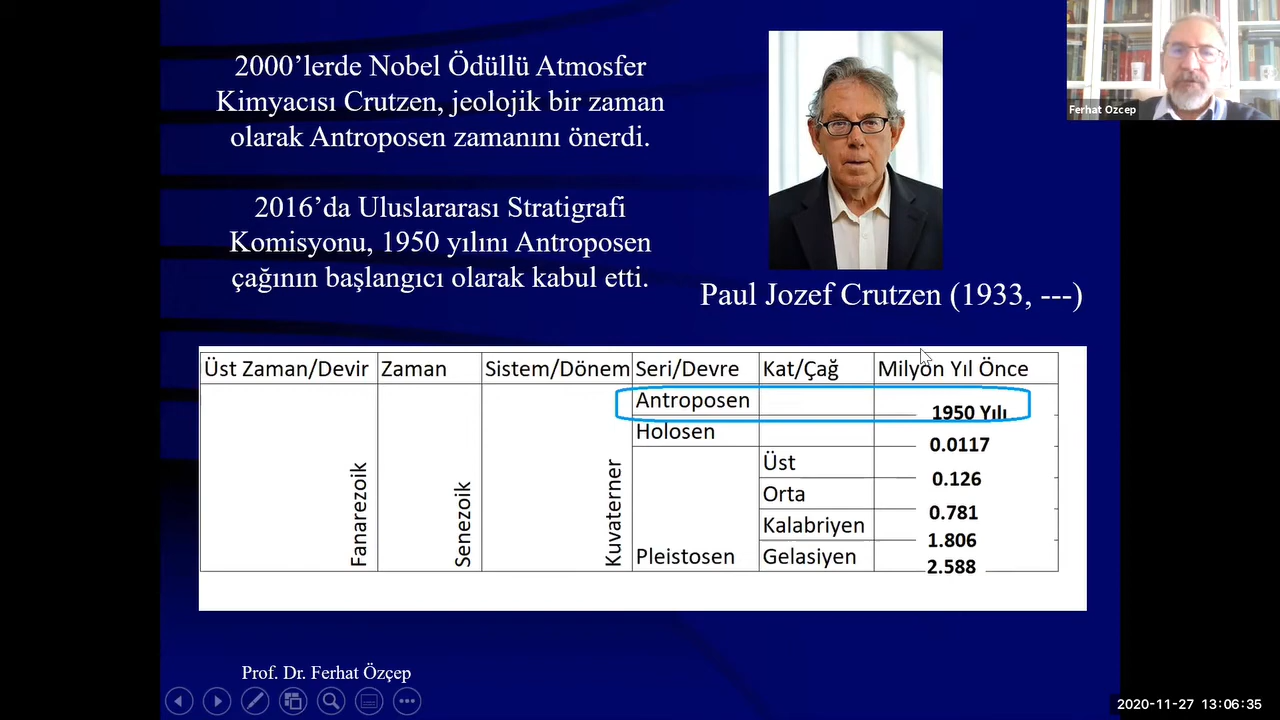 2000’lerde Nobel Ödüllü Atmosfer
Kimyacısı Crutzen, jeolojik bir zaman
olarak Antroposen zamanını önerdi.
2016’da Uluslararası Stratigrafi
Komisyonu, 1950 yılını Antroposen
çağının başlangıcı olarak kabul etti.
Paul Jozef Crutzen (1933, ---)
Ferhat Ozcep
Üst Zaman/Devir Zaman Sistem/Dönem Seri/Devre Kat/Çağ Milyon Yıl Önce
Antroposen
1950 Yılı
Holosen
0.0117
Üst
0.126
Orta
0.781
Kalabriyen
1.806
Fanarezoik Senezoik Kuvaterner Pleistosen Gelasiyen
2.588
Prof. Dr. Ferhat Özçep
2020-11-27 13:06:35